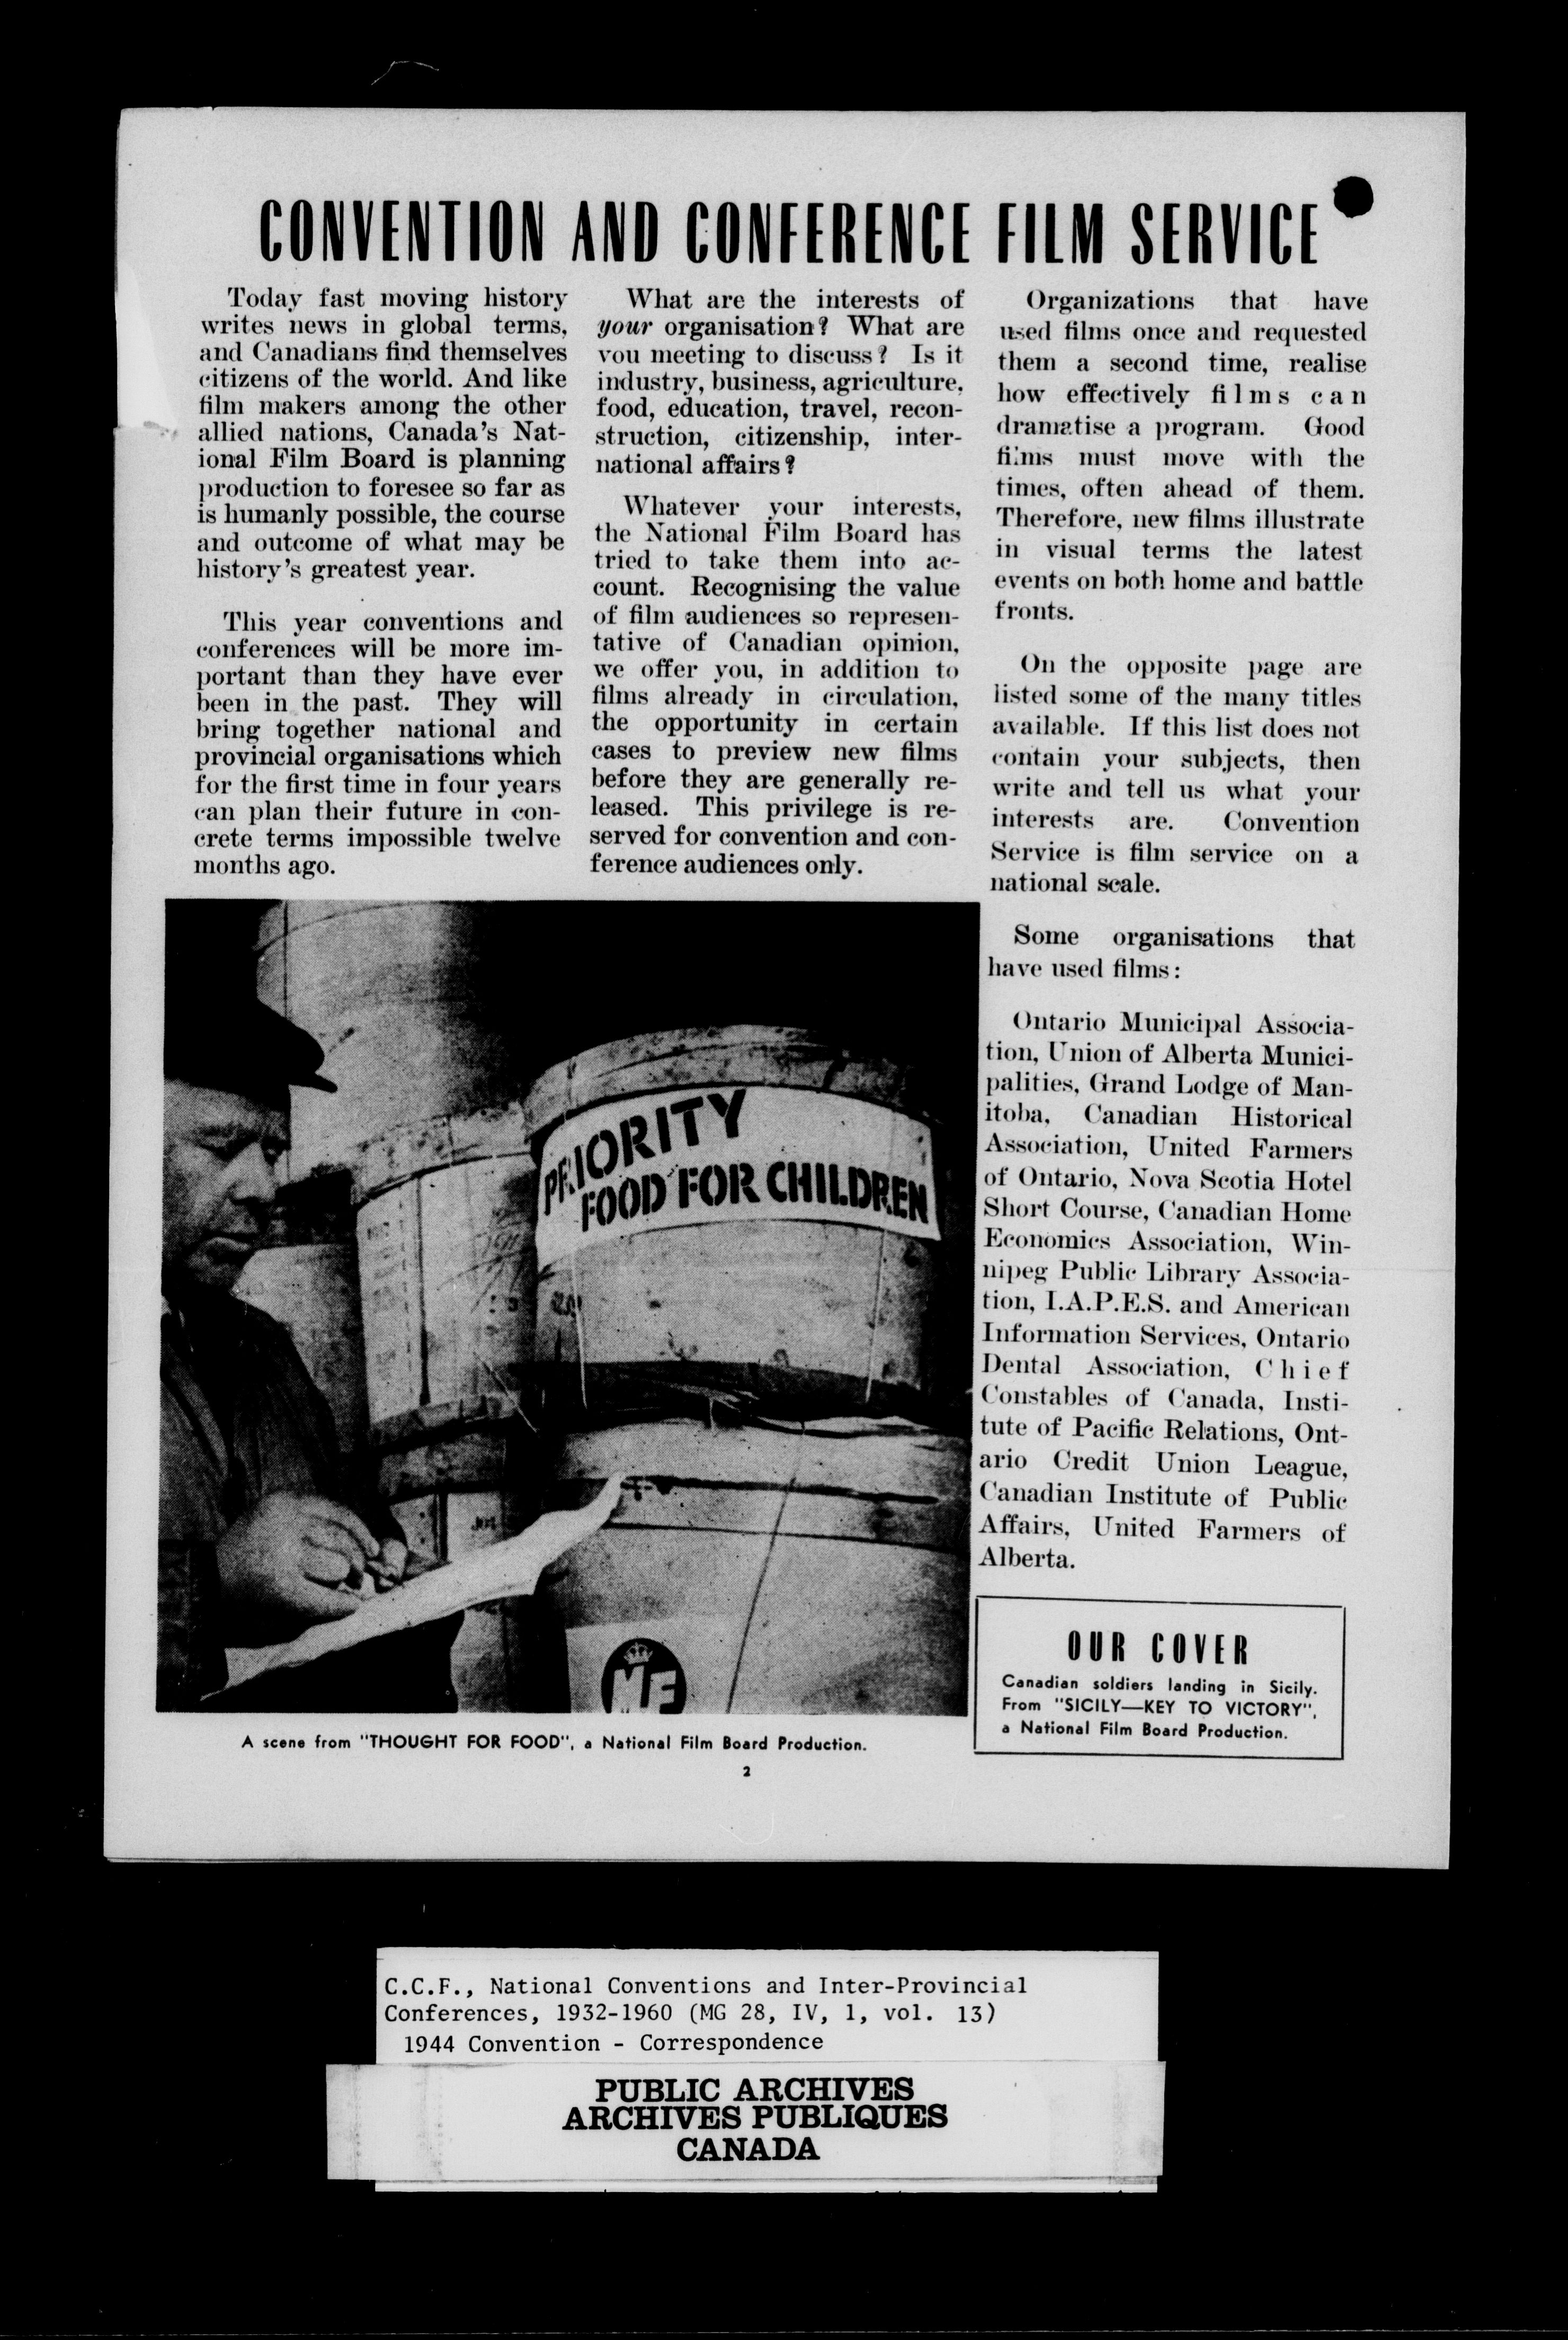 CONVENTION AND CONFERENCE FILM SERVICE
Today fast moving history
writes news in global terms,
and Canadians find themselves
citizens of the world. And like
film makers among the other
allied nations, Canada's Nat-
ional Film Board is planning
production to foresee so far as
is humanly possible, the course
and outcome of what may be
history's greatest year.
This year conventions and
conferences will be more im-
portant than they have ever
been in the past. They will
bring together national and
provincial organisations which
for the first time in four years
can plan their future in con-
crete terms impossible twelve
months ago.
What are the interests of
your organisation? What are
you meeting to discuss? Is it
industry, business, agriculture,
food, education, travel, recon-
struction, citizenship, inter-
national affairs?
Whatever your interests,
the National Film Board has
tried to take them into ac-
count. Recognising the value
of film audiences so represen-
tative of Canadian opinion,
we offer you, in addition to
films already in circulation,
the opportunity in certain
cases to preview new films
before they are generally re-
leased. This privilege is re-
served for convention and con-
ference audiences only.
Organizations that have
used films once and requested
them a second time, realise
how effectively films can
dramatise a program. Good
films must move with the
times, often ahead of them.
Therefore, new films illustrate
in visual terms the latest
events on both home and battle
fronts.
On the opposite page are
listed some of the many titles
available. If this list does not
contain your subjects, then
write and tell us what your
interests are. Convention
Service is film service on a
national scale.
Some organisations that
have used films:
Ontario Municipal Associa-
tion, Union of Alberta Munici-
palities, Grand Lodge of Man-
itoba, Canadian Historical
Association, United Farmers
of Ontario, Nova Scotia Hotel
Short Course, Canadian Home
Economics Association, Win-
nipeg Public Library Associa-
tion, I.A.P.E.S. and American
Information Services, Ontario
Dental Association, Chief
Constables of Canada, Insti-
tute of Pacific Relations, Ont-
ario Credit Union League,
Canadian Institute of Public
Affairs, United Farmers of
Alberta.
PRIORITY
FOOD FOR CHILDREN
MF
A scene from "THOUGHT FOR FOOD", a National Film Board Production.
OUR COVER
Canadian soldiers landing in Sicily.
From "SICILY—KEY TO VICTORY",
a National Film Board Production.
2
C.C.F., National Conventions and Inter-Provincial
Conferences, 1932-1960 (MG 28, IV, 1, vol. 13)
1944 Convention - Correspondence
PUBLIC ARCHIVES
ARCHIVES PUBLIQUES
CANADA